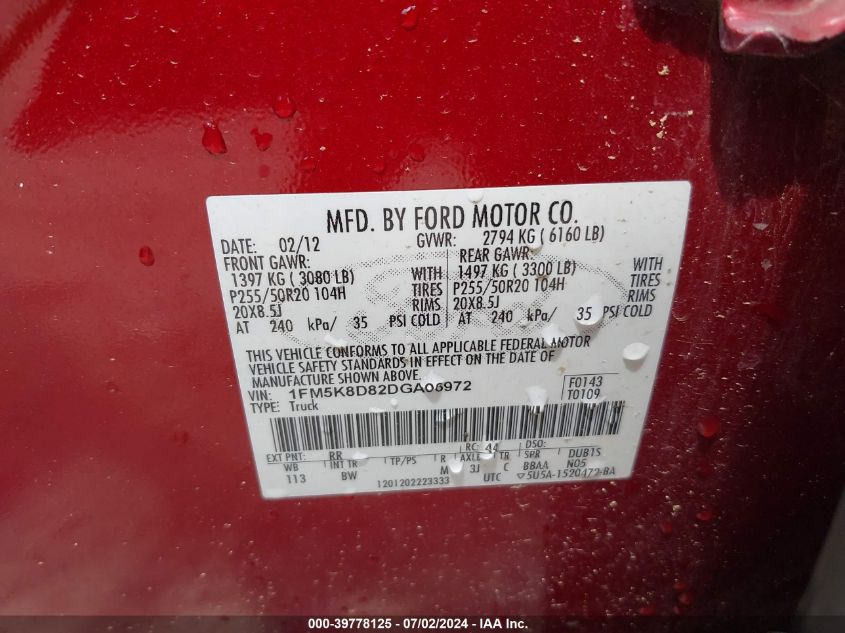 MFD. BY FORD MOTOR CO.
DATE: 02/12 GVWR: 2794 KG ( 6160 LB)
FRONT GAWR: REAR GAWR:
1397 KG ( 3080 LB) WITH 1497 KG ( 3300 LB) WITH
P255/50R20 104H TIRES P255/50R20 104H TIRES
20X8.5J RIMS 20X8.5J RIMS
AT 240 kPa/ 35 PSI COLD AT 240 kPa/ 35 PSI COLD
THIS VEHICLE CONFORMS TO ALL APPLICABLE FEDERAL MOTOR
VEHICLE SAFETY STANDARDS IN EFFECT ON THE DATE OF
MANUFACTURE SHOWN ABOVE.
VIN: 1FM5K8D82DGA06972 F0143
TYPE: Truck T0109
EXT PNT: RR RC: 44 DSO:
WB INT TR TP/PS R AXLE TR SPR DUB1S
113 BW M 3J C BBAA N05
1201202223333 UTC ▽5U5A-1520472-BA
000-39778125 - 07/02/2024 - IAA Inc.